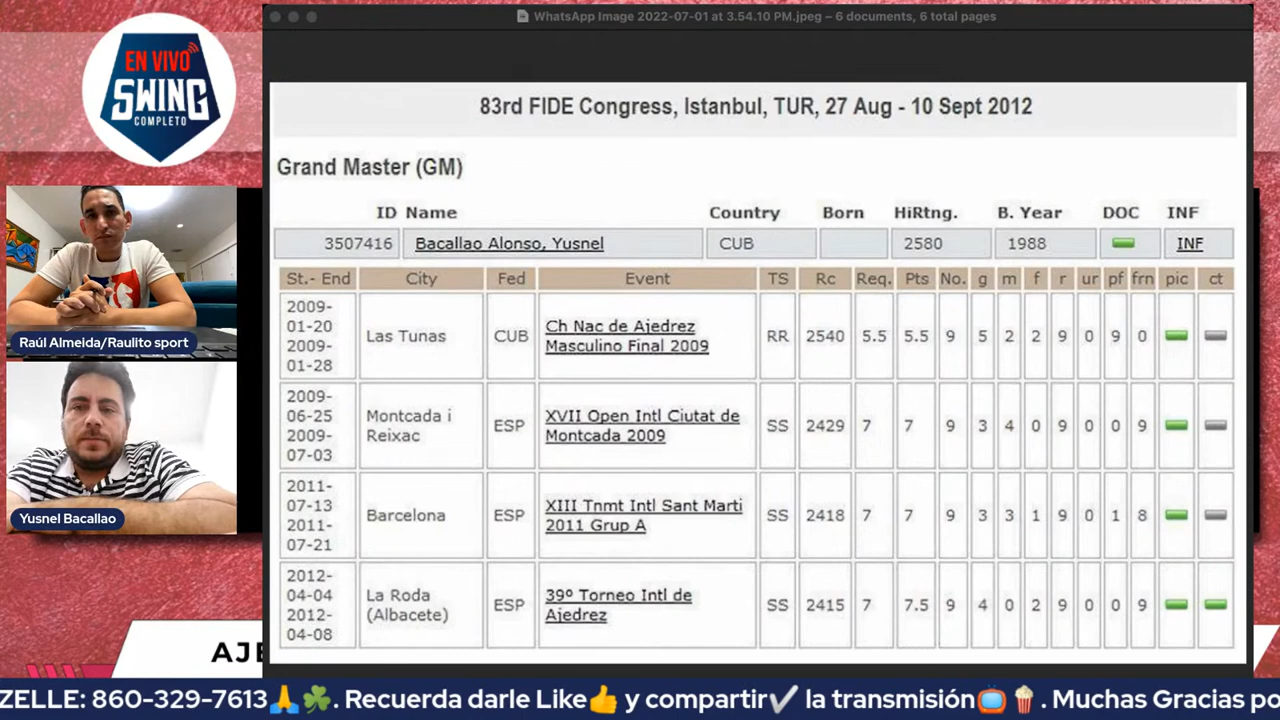 WhatsApp Image 2022-07-01 at 3.54.10 PM.jpeg – 6 documents, 6 total pages
EN VIVO
SWING
COMPLETO
83rd FIDE Congress, Istanbul, TUR, 27 Aug - 10 Sept 2012
Grand Master (GM)
ID Name Country Born HiRtng. B. Year DOC INF
3507416 Bacallao Alonso, Yusnel CUB 2580 1988 INF
St.- End City Fed Event TS Rc Req. Pts No. g m f r ur pf frn pic ct
2009-
01-20
2009-
01-28
Las Tunas CUB Ch Nac de Ajedrez
Masculino Final 2009
RR 2540 5.5 5.5 9 5 2 2 9 0 9 0
2009-
06-25
2009-
07-03
Montcada i
Reixac
ESP XVII Open Intl Ciutat de
Montcada 2009
SS 2429 7 7 9 3 4 0 9 0 0 9
2011-
07-13
2011-
07-21
Barcelona ESP XIII Tnmt Intl Sant Marti
2011 Grup A
SS 2418 7 7 9 3 3 1 9 0 1 8
2012-
04-04
2012-
04-08
La Roda
(Albacete)
ESP 39º Torneo Intl de
Ajedrez
SS 2415 7 7.5 9 4 0 2 9 0 0 9
Raúl Almeida/Raulito sport
Yusnel Bacallao
AJE
ZELLE: 860-329-7613🙏☘️. Recuerda darle Like👍 y compartir✔️ la transmisión📺🍿. Muchas Gracias po